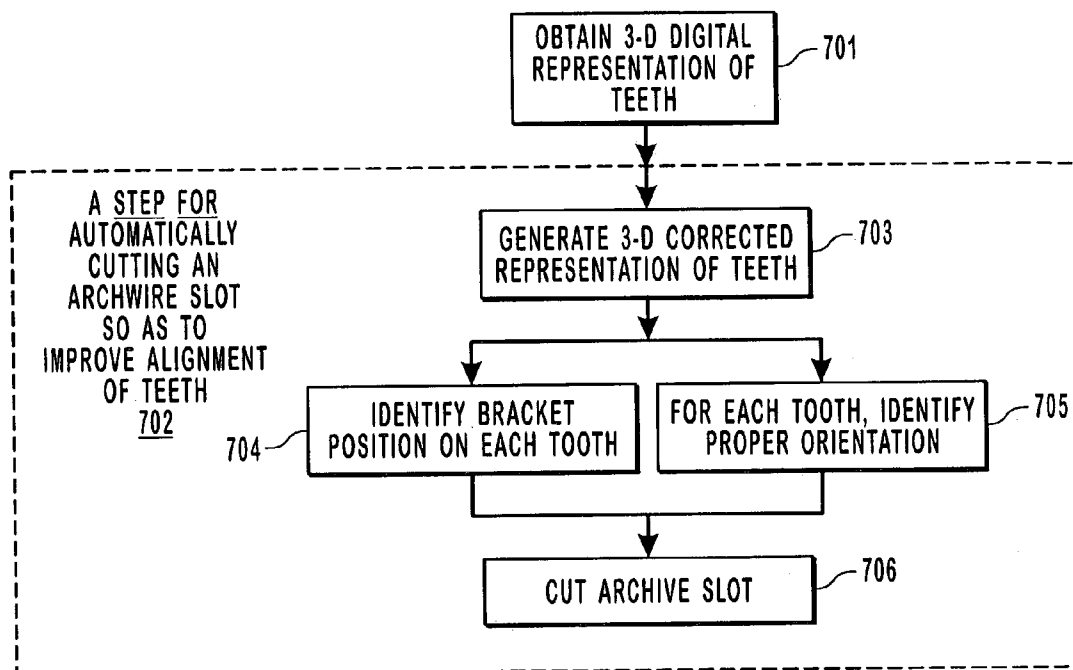 OBTAIN 3-D DIGITAL
REPRESENTATION OF
TEETH
701
A STEP FOR
AUTOMATICALLY
CUTTING AN
ARCHWIRE SLOT
SO AS TO
IMPROVE ALIGNMENT
OF TEETH
702
GENERATE 3-D CORRECTED
REPRESENTATION OF TEETH
703
IDENTIFY BRACKET
POSITION ON EACH TOOTH
704
FOR EACH TOOTH, IDENTIFY
PROPER ORIENTATION
705
CUT ARCHIVE SLOT
706